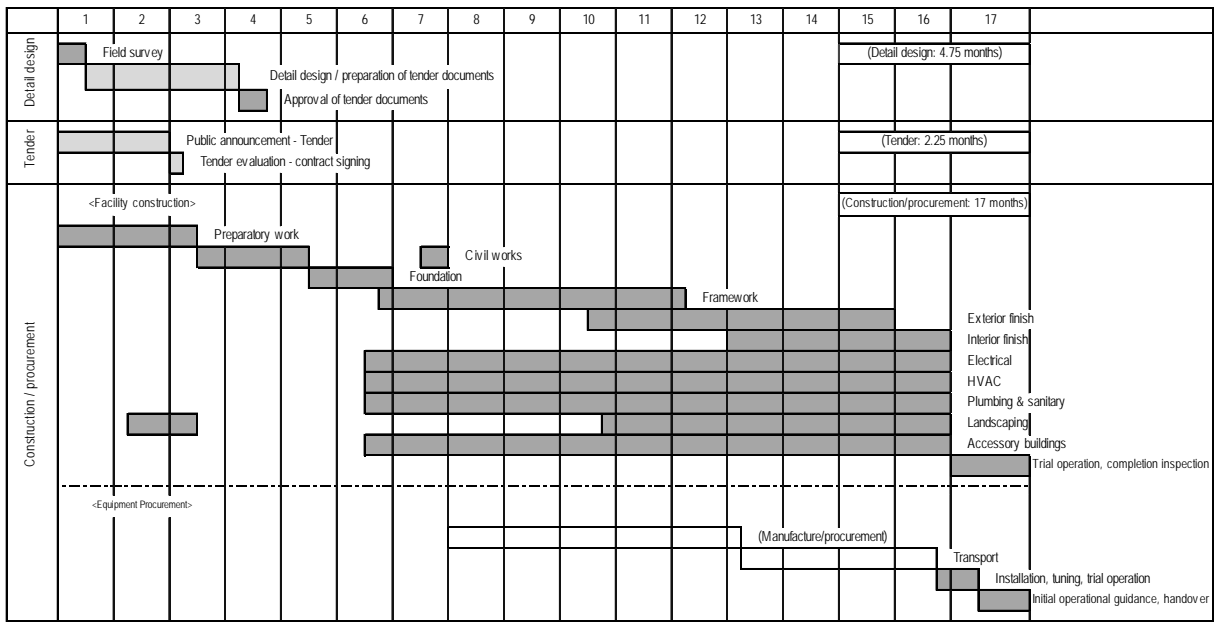 1 2 3 4 5 6 7 8 9 10 11 12 13 14 15 16 17
Detail design
Field survey
(Detail design: 4.75 months)
Detail design / preparation of tender documents
Approval of tender documents
Tender
Public announcement - Tender
(Tender: 2.25 months)
Tender evaluation - contract signing
Construction / procurement
<Facility construction>
(Construction/procurement: 17 months)
Preparatory work
Civil works
Foundation
Framework
Exterior finish
Interior finish
Electrical
HVAC
Plumbing & sanitary
Landscaping
Accessory buildings
Trial operation, completion inspection
<Equipment Procurement>
(Manufacture/procurement)
Transport
Installation, tuning, trial operation
Initial operational guidance, handover